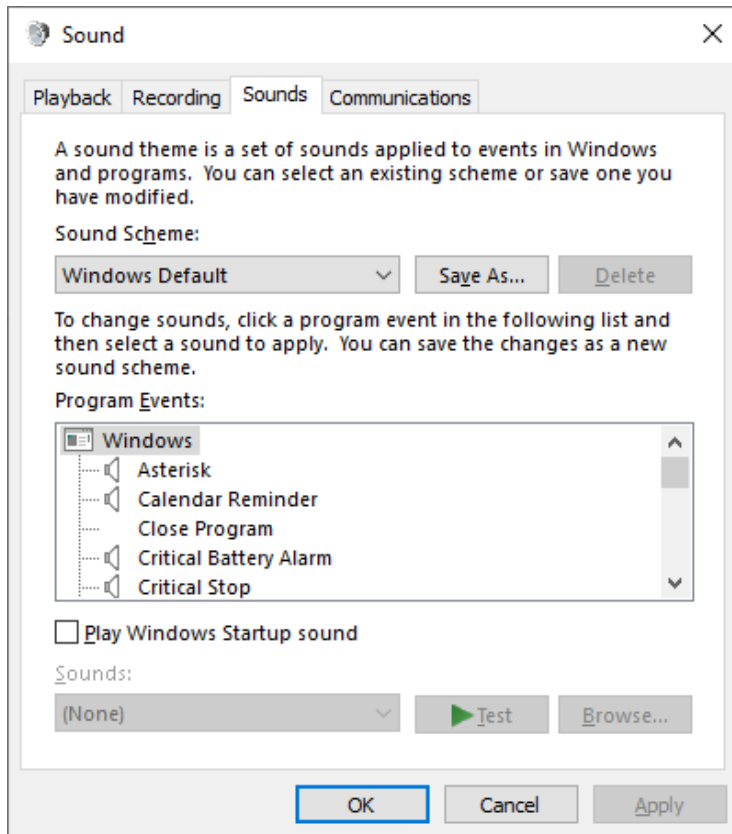 Sound
Playback Recording Sounds Communications
A sound theme is a set of sounds applied to events in Windows
and programs. You can select an existing scheme or save one you
have modified.
Sound Scheme:
Windows Default Save As... Delete
To change sounds, click a program event in the following list and
then select a sound to apply. You can save the changes as a new
sound scheme.
Program Events:
Windows
Asterisk
Calendar Reminder
Close Program
Critical Battery Alarm
Critical Stop
Play Windows Startup sound
Sounds:
(None) Test Browse...
OK Cancel Apply